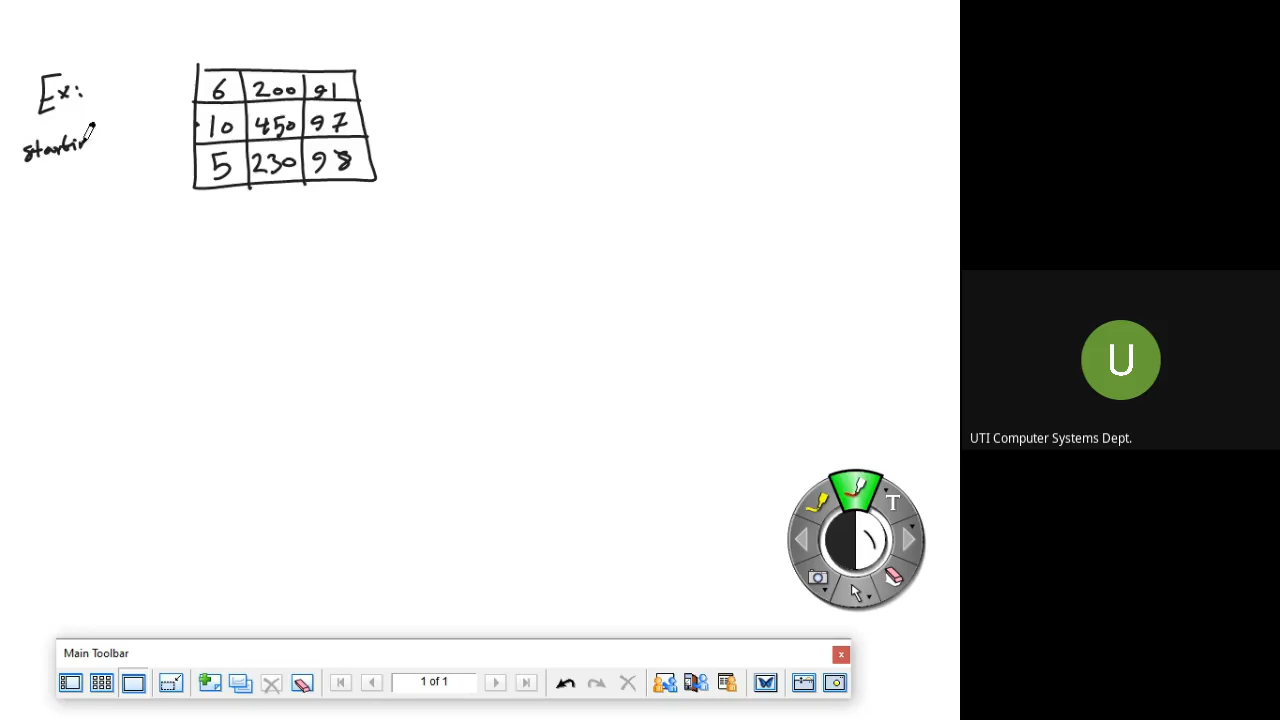 Ex:
6 200 91
10 450 97
5 230 98
U
UTI Computer Systems Dept.
T
Main Toolbar
x
1 of 1